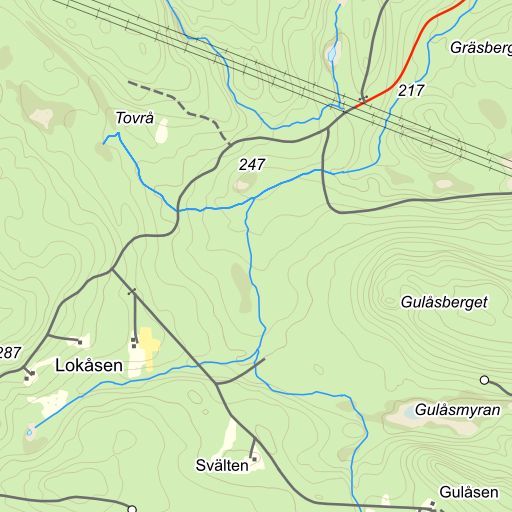 Gräsberg
217
Tovrå
247
Gulåsberget
287
Lokåsen
Gulåsmyran
Svälten
Gulåsen